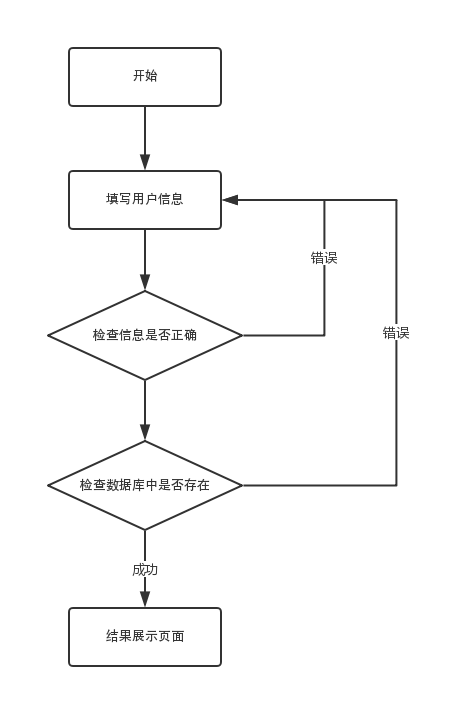 开始
填写用户信息
错误
检查信息是否正确
错误
检查数据库中是否存在
成功
结果展示页面